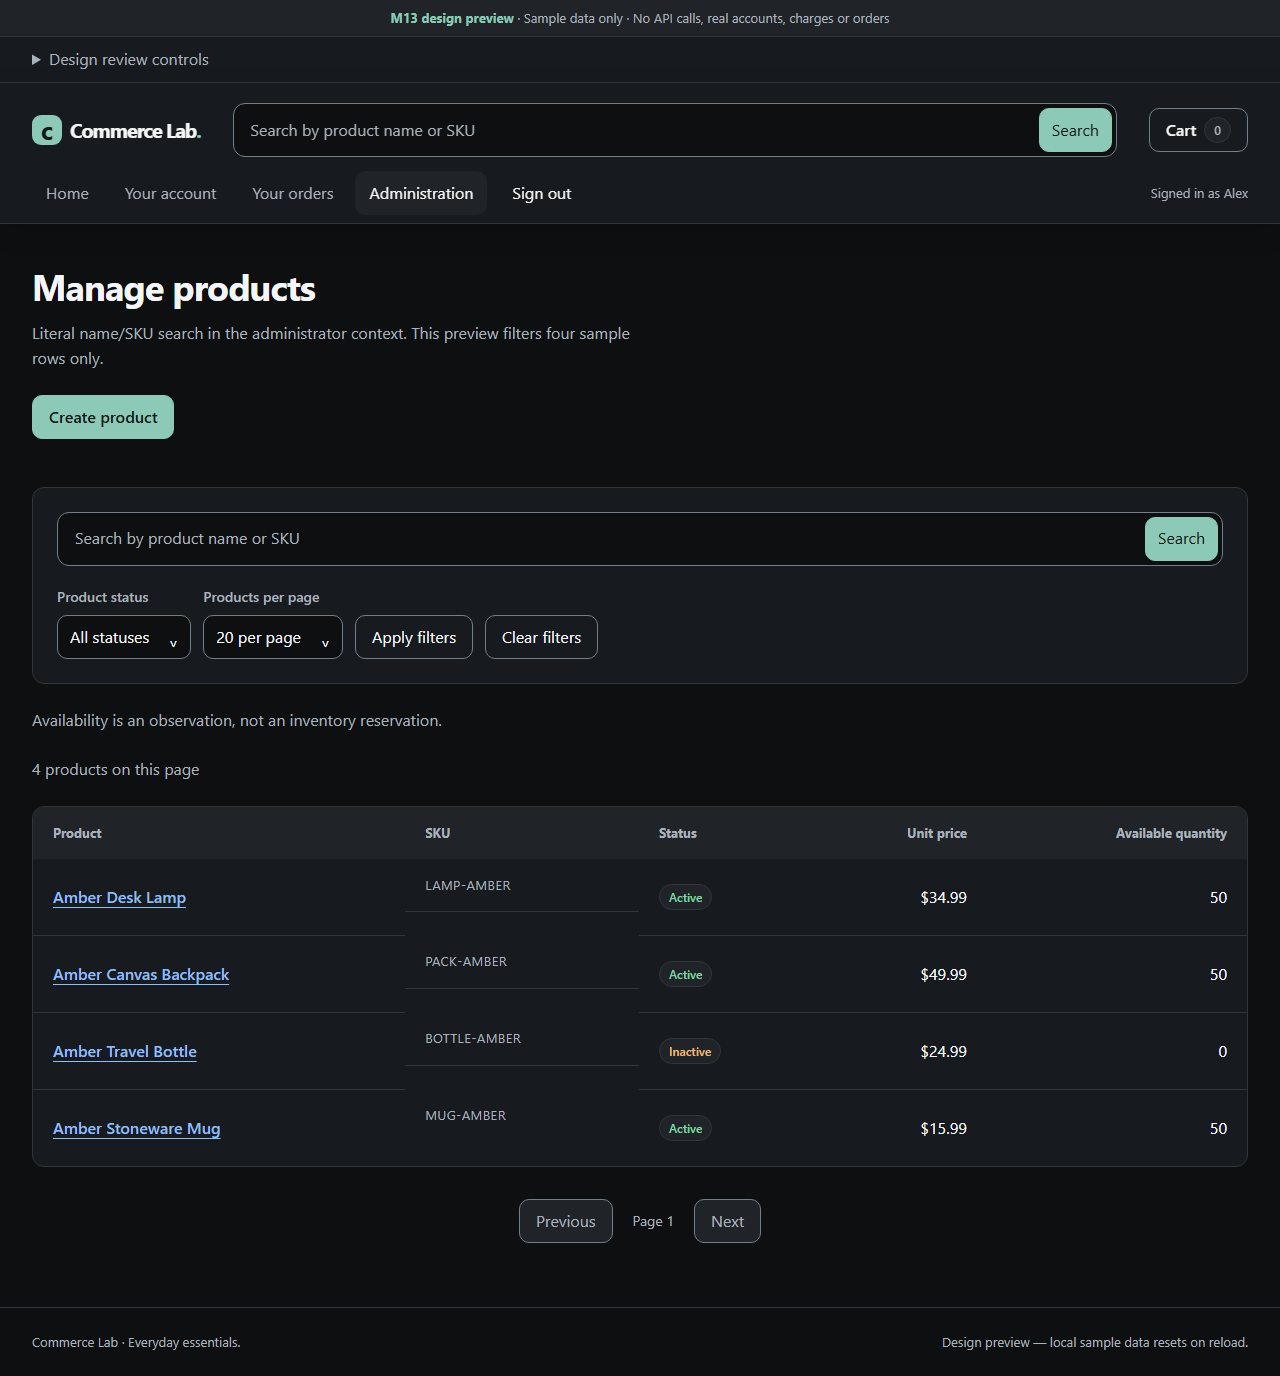 M13 design preview · Sample data only · No API calls, real accounts, charges or orders
Design review controls
c Commerce Lab.
Search by product name or SKU
Search
Cart 0
Home Your account Your orders Administration Sign out
Signed in as Alex
Manage products
Literal name/SKU search in the administrator context. This preview filters four sample
rows only.
Create product
Search by product name or SKU
Search
Product status Products per page
All statuses 20 per page Apply filters Clear filters
Availability is an observation, not an inventory reservation.
4 products on this page
Product SKU Status Unit price Available quantity
Amber Desk Lamp LAMP-AMBER Active $34.99 50
Amber Canvas Backpack PACK-AMBER Active $49.99 50
Amber Travel Bottle BOTTLE-AMBER Inactive $24.99 0
Amber Stoneware Mug MUG-AMBER Active $15.99 50
Previous Page 1 Next
Commerce Lab · Everyday essentials.
Design preview — local sample data resets on reload.